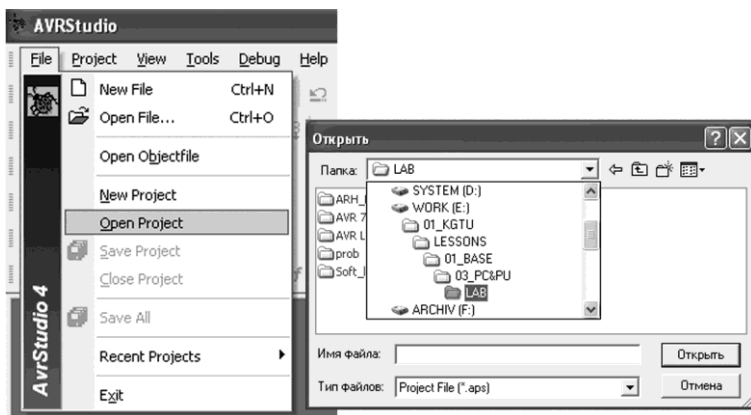 AVRStudio
File Project View Tools Debug Help
New File Ctrl+N
Open File... Ctrl+O
Open Objectfile
New Project
Open Project
Save Project
Close Project
Save All
Recent Projects
Exit
AvrStudio 4
Открыть
Папка: LAB
SYSTEM (D:)
WORK (E:)
01_KGTU
LESSONS
01_BASE
03_PC&PU
LAB
ARCHIV (F:)
ARH_
AVR 7
AVR L
prob
Soft_
Имя файла:
Открыть
Тип файлов: Project File (*.aps)
Отмена